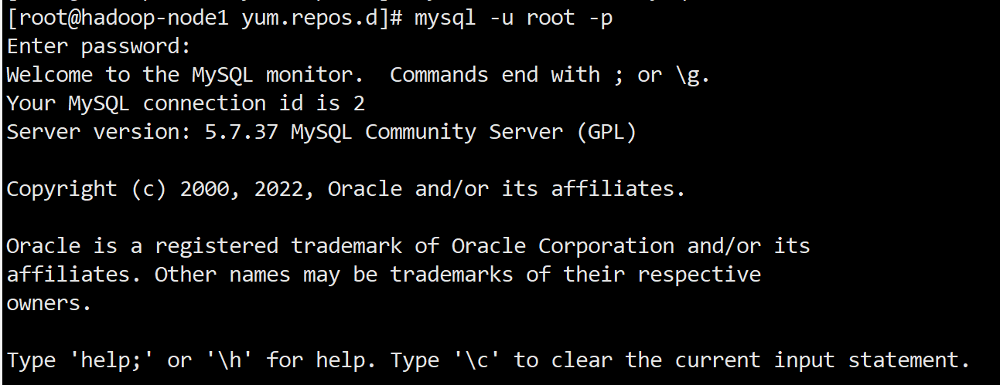 [root@hadoop-node1 yum.repos.d]# mysql -u root -p
Enter password:
Welcome to the MySQL monitor.  Commands end with ; or \g.
Your MySQL connection id is 2
Server version: 5.7.37 MySQL Community Server (GPL)
Copyright (c) 2000, 2022, Oracle and/or its affiliates.
Oracle is a registered trademark of Oracle Corporation and/or its
affiliates. Other names may be trademarks of their respective
owners.
Type 'help;' or '\h' for help. Type '\c' to clear the current input statement.